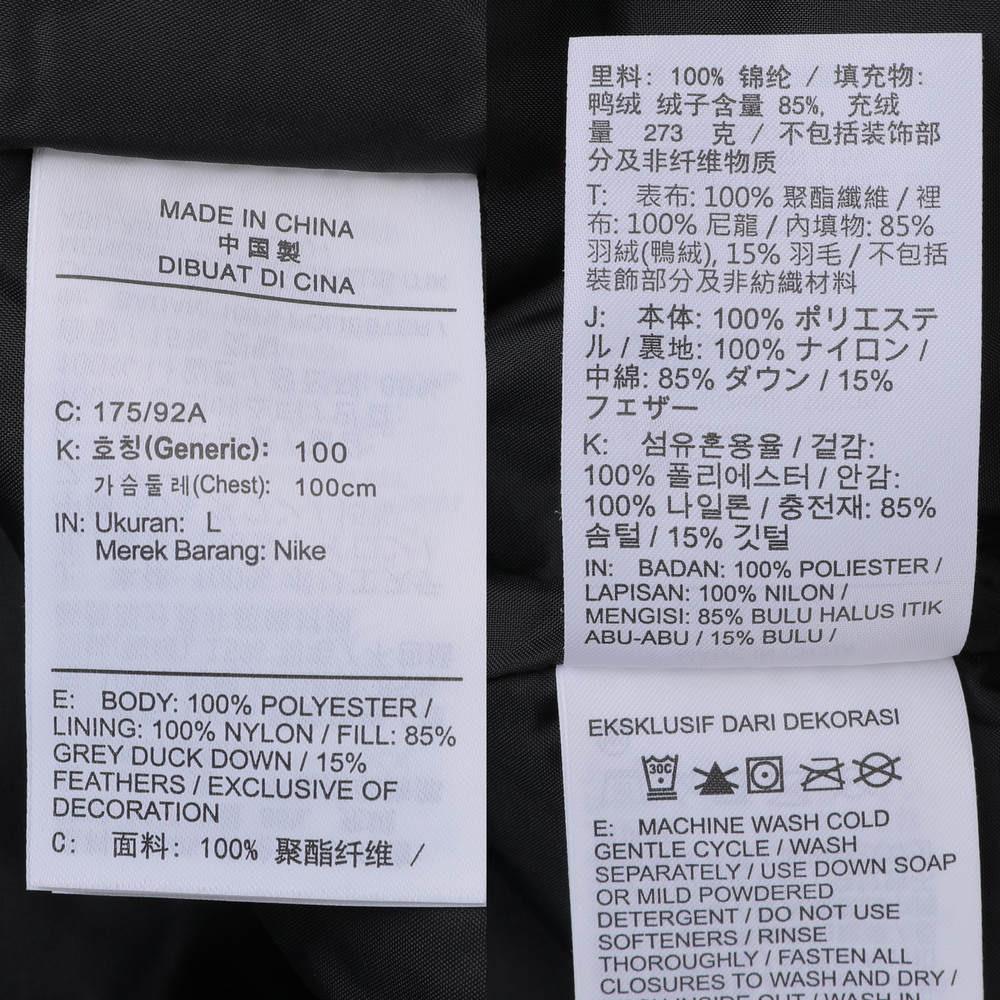 MADE IN CHINA
中国製
DIBUAT DI CINA
C: 175/92A
K: 호칭(Generic): 100
가슴둘레(Chest): 100cm
IN: Ukuran: L
Merek Barang: Nike
E: BODY: 100% POLYESTER /
LINING: 100% NYLON / FILL: 85%
GREY DUCK DOWN / 15%
FEATHERS / EXCLUSIVE OF
DECORATION
C: 面料: 100% 聚酯纤维 /
里料: 100% 锦纶 / 填充物:
鸭绒 绒子含量 85%, 充绒
量 273 克 / 不包括装饰部
分及非纤维物质
T: 表布: 100% 聚酯纖維 / 裡
布: 100% 尼龍 / 內填物: 85%
羽絨(鴨絨), 15% 羽毛 / 不包括
裝飾部分及非紡織材料
J: 本体: 100% ポリエステ
ル / 裏地: 100% ナイロン /
中綿: 85% ダウン / 15%
フェザー
K: 섬유혼용율 / 겉감:
100% 폴리에스터 / 안감:
100% 나일론 / 충전재: 85%
솜털 / 15% 깃털
IN: BADAN: 100% POLIESTER /
LAPISAN: 100% NILON /
MENGISI: 85% BULU HALUS ITIK
ABU-ABU / 15% BULU /
EKSKLUSIF DARI DEKORASI
30C
E: MACHINE WASH COLD
GENTLE CYCLE / WASH
SEPARATELY / USE DOWN SOAP
OR MILD POWDERED
DETERGENT / DO NOT USE
SOFTENERS / RINSE
THOROUGHLY / FASTEN ALL
CLOSURES TO WASH AND DRY /
INSIDE OUT / WASH IN